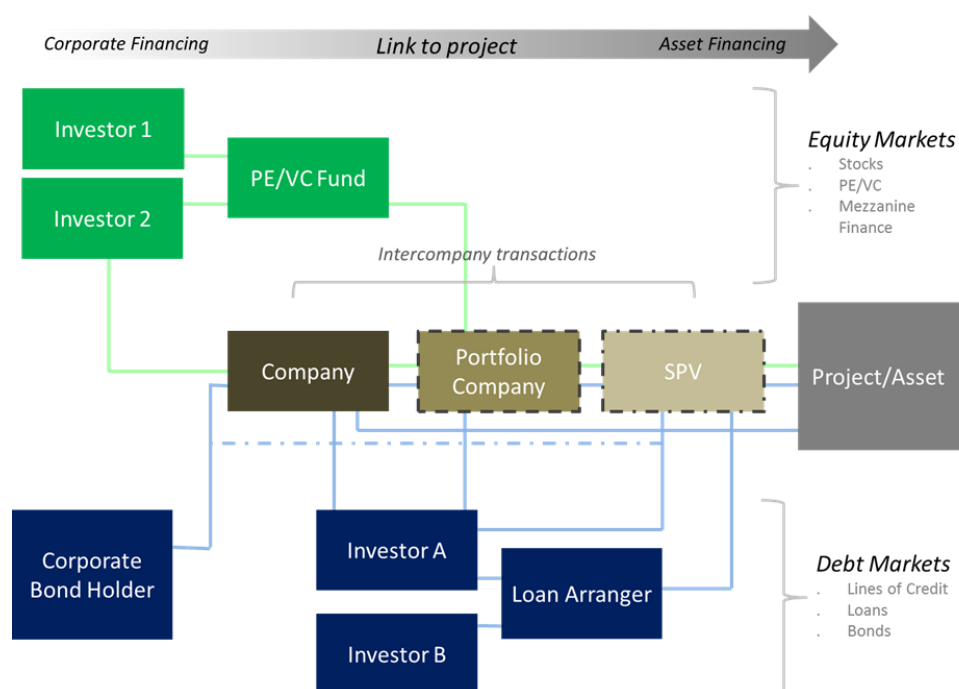 Corporate Financing
Link to project
Asset Financing
Investor 1
Investor 2
PE/VC Fund
Equity Markets
. Stocks
. PE/VC
. Mezzanine
Finance
Intercompany transactions
Company
Portfolio
Company
SPV
Project/Asset
Corporate
Bond Holder
Investor A
Investor B
Loan Arranger
Debt Markets
. Lines of Credit
. Loans
. Bonds